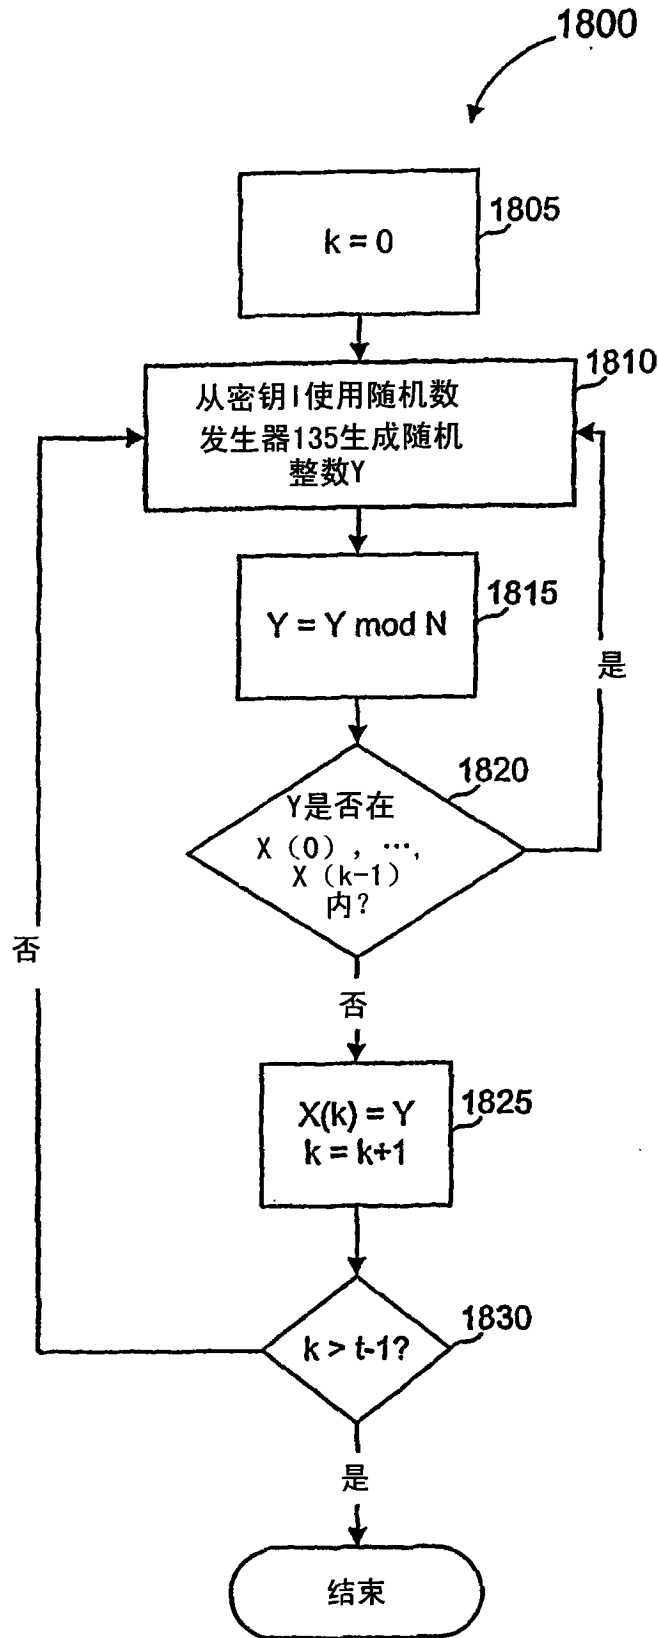 1800
1805
k = 0
1810
从密钥I使用随机数
发生器135生成随机
整数Y
1815
Y = Y mod N
是
1820
Y是否在
X（0），…,
X（k-1）
内?
否
否
X(k) = Y
k = k+1
1825
1830
k > t-1?
是
结束